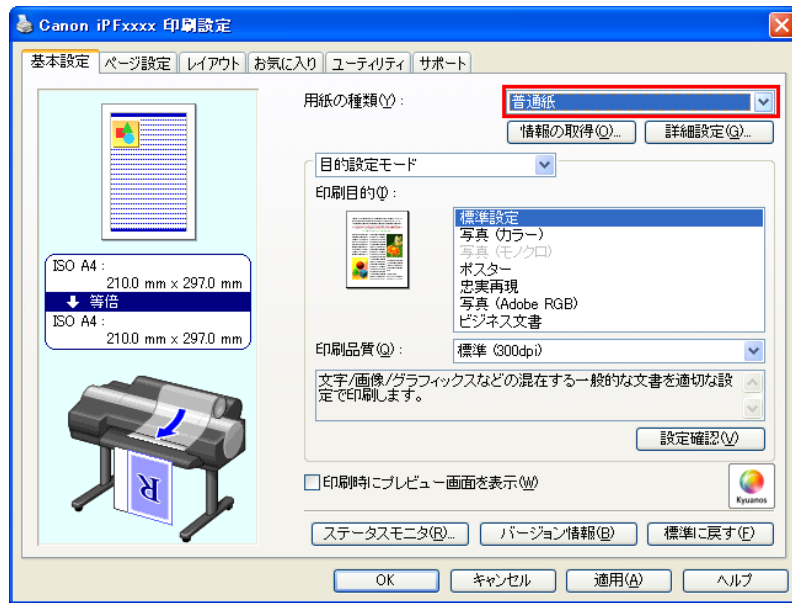 Canon iPFxxxx 印刷設定
基本設定 ページ設定 レイアウト お気に入り ユーティリティ サポート
用紙の種類(Y) : 普通紙
情報の取得(O)... 詳細設定(G)...
目的設定モード
印刷目的(I) :
標準設定
写真 (カラー)
写真 (モノクロ)
ポスター
忠実再現
写真 (Adobe RGB)
ビジネス文書
ISO A4 :
210.0 mm x 297.0 mm
等倍
ISO A4 :
210.0 mm x 297.0 mm
印刷品質(Q) : 標準 (300dpi)
文字/画像/グラフィックスなどの混在する一般的な文書を適切な設
定で印刷します。
設定確認(V)
R
印刷時にプレビュー画面を表示(W)
Kyuanos
ステータスモニタ(R)... バージョン情報(B) 標準に戻す(F)
OK キャンセル 適用(A) ヘルプ